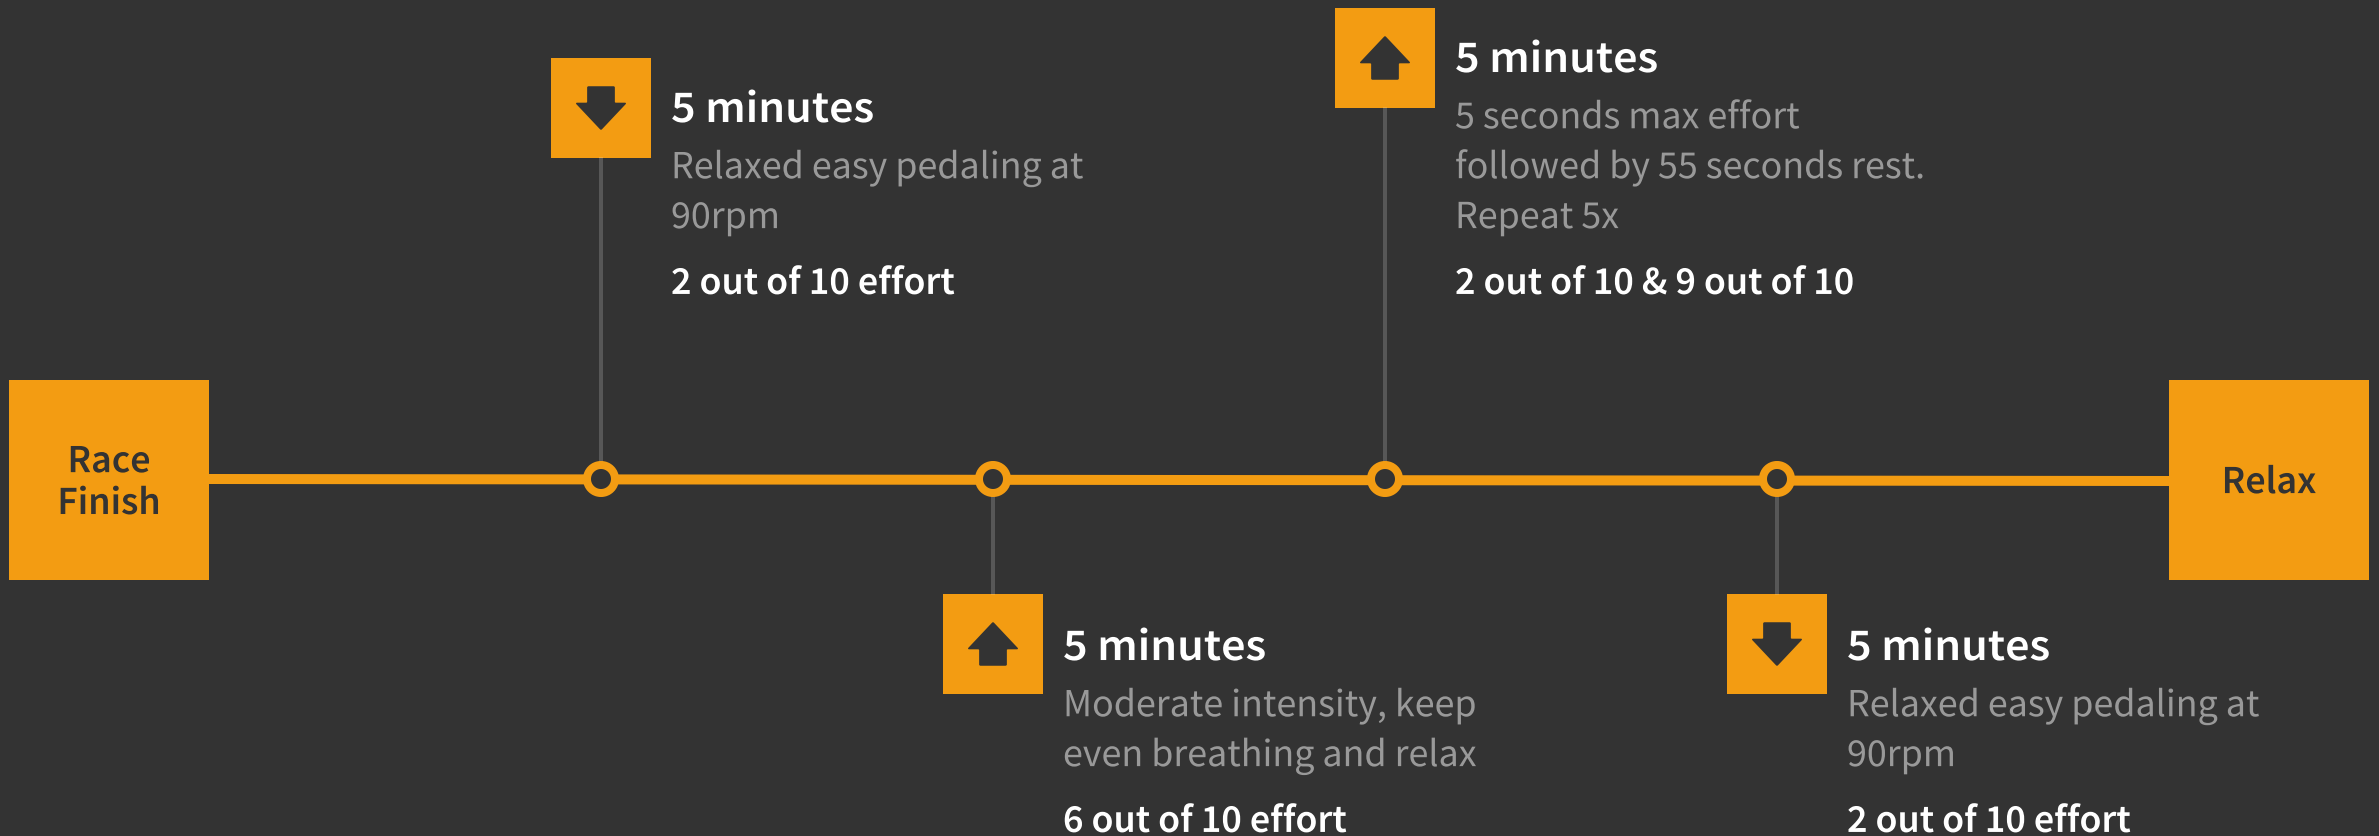 Race
Finish
5 minutes
Relaxed easy pedaling at
90rpm
2 out of 10 effort
5 minutes
Moderate intensity, keep
even breathing and relax
6 out of 10 effort
5 minutes
5 seconds max effort
followed by 55 seconds rest.
Repeat 5x
2 out of 10 & 9 out of 10
5 minutes
Relaxed easy pedaling at
90rpm
2 out of 10 effort
Relax